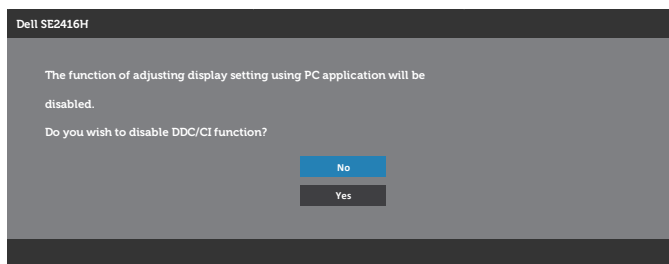 Dell SE2416H
The function of adjusting display setting using PC application will be
disabled.
Do you wish to disable DDC/CI function?
No
Yes